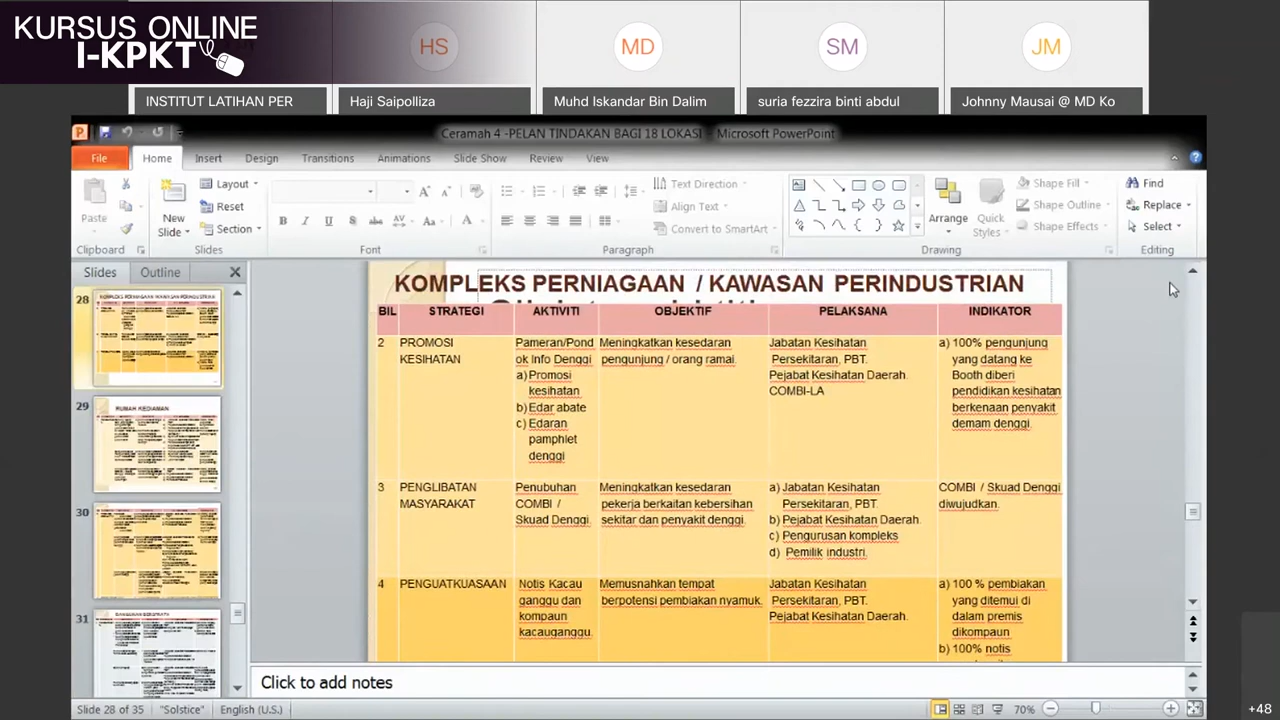 KURSUS ONLINE
I-KPKT
HS
MD
SM
JM
INSTITUT LATIHAN PER
Haji Saipolliza
Muhd Iskandar Bin Dalim
suria fezzira binti abdul
Johnny Mausai @ MD Ko
Ceramah 4 -PELAN TINDAKAN BAGI 18 LOKASI - Microsoft PowerPoint
File Home Insert Design Transitions Animations Slide Show Review View
Paste
New Slide
Layout
Reset
Section
Text Direction
Align Text
Convert to SmartArt
Arrange
Quick Styles
Shape Fill
Shape Outline
Shape Effects
Find
Replace
Select
Clipboard Slides Font Paragraph Drawing Editing
Slides Outline
28
29
RUMAH KEDIAMAN
30
31
KOMPLEKS PERNIAGAAN / KAWASAN PERINDUSTRIAN
BIL STRATEGI AKTIVITI OBJEKTIF PELAKSANA INDIKATOR
2
PROMOSI
KESIHATAN
Pameran/Pond
ok Info Denggi
a) Promosi
kesihatan
b) Edar abate
c) Edaran
pamphlet
denggi
Meningkatkan kesedaran
pengunjung / orang ramai.
Jabatan Kesihatan
Persekitaran, PBT.
Pejabat Kesihatan Daerah.
COMBI-LA
a) 100% pengunjung
yang datang ke
Booth diberi
pendidikan kesihatan
berkenaan penyakit
demam denggi.
3
PENGLIBATAN
MASYARAKAT
Penubuhan
COMBI /
Skuad Denggi.
Meningkatkan kesedaran
pekerja berkaitan kebersihan
sekitar dan penyakit denggi.
a) Jabatan Kesihatan
Persekitaran, PBT
b) Pejabat Kesihatan Daerah.
c) Pengurusan kompleks
d) Pemilik industri.
COMBI / Skuad Denggi
diwujudkan.
4
PENGUATKUASAAN
Notis Kacau
ganggu dan
kompaun
kacauganggu.
Memusnahkan tempat
berpotensi pembiakan nyamuk.
Jabatan Kesihatan
Persekitaran, PBT.
Pejabat Kesihatan Daerah.
a) 100 % pembiakan
yang ditemui di
dalam premis
dikompaun
b) 100% notis
Click to add notes
Slide 28 of 35 "Solstice" English (U.S.) 70%
+48